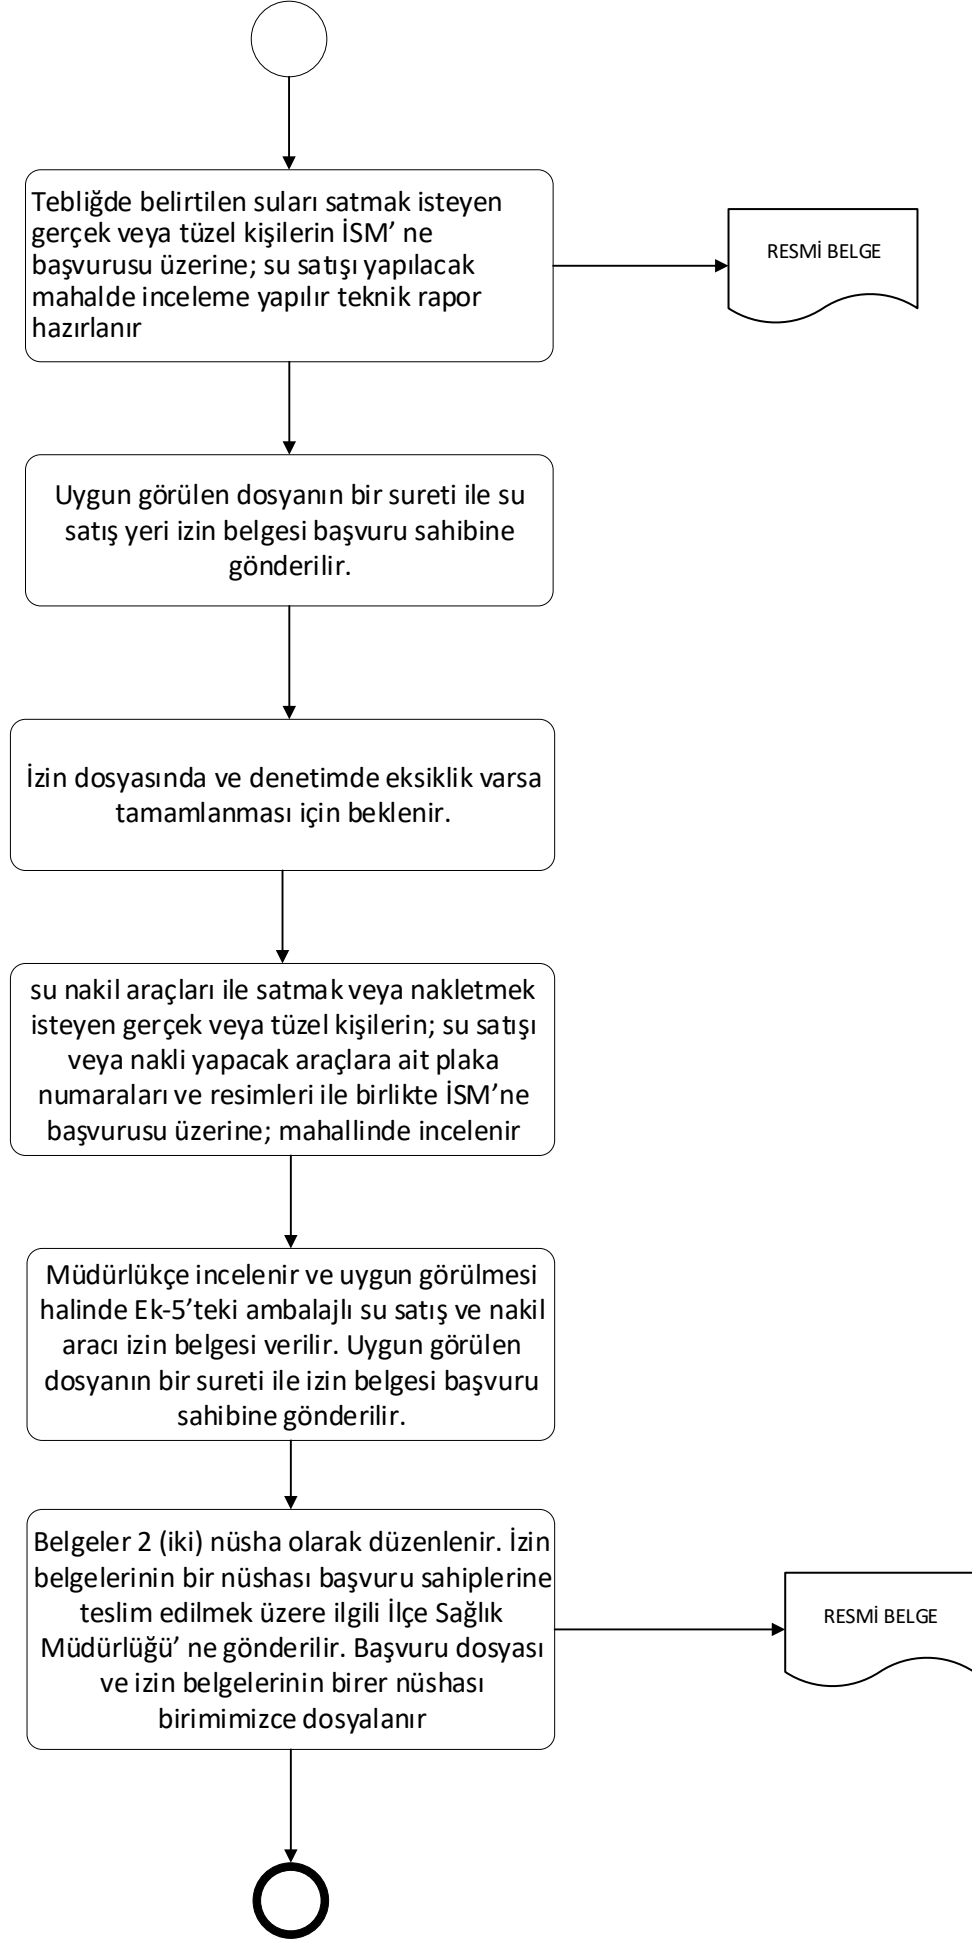 Tebliğde belirtilen suları satmak isteyen
gerçek veya tüzel kişilerin İSM’ ne
başvurusu üzerine; su satışı yapılacak
mahalde inceleme yapılır teknik rapor
hazırlanır
RESMİ BELGE
Uygun görülen dosyanın bir sureti ile su
satış yeri izin belgesi başvuru sahibine
gönderilir.
İzin dosyasında ve denetimde eksiklik varsa
tamamlanması için beklenir.
su nakil araçları ile satmak veya nakletmek
isteyen gerçek veya tüzel kişilerin; su satışı
veya nakli yapacak araçlara ait plaka
numaraları ve resimleri ile birlikte İSM’ne
başvurusu üzerine; mahallinde incelenir
Müdürlükçe incelenir ve uygun görülmesi
halinde Ek-5’teki ambalajlı su satış ve nakil
aracı izin belgesi verilir. Uygun görülen
dosyanın bir sureti ile izin belgesi başvuru
sahibine gönderilir.
Belgeler 2 (iki) nüsha olarak düzenlenir. İzin
belgelerinin bir nüshası başvuru sahiplerine
teslim edilmek üzere ilgili İlçe Sağlık
Müdürlüğü’ ne gönderilir. Başvuru dosyası
ve izin belgelerinin birer nüshası
birimimizce dosyalanır
RESMİ BELGE